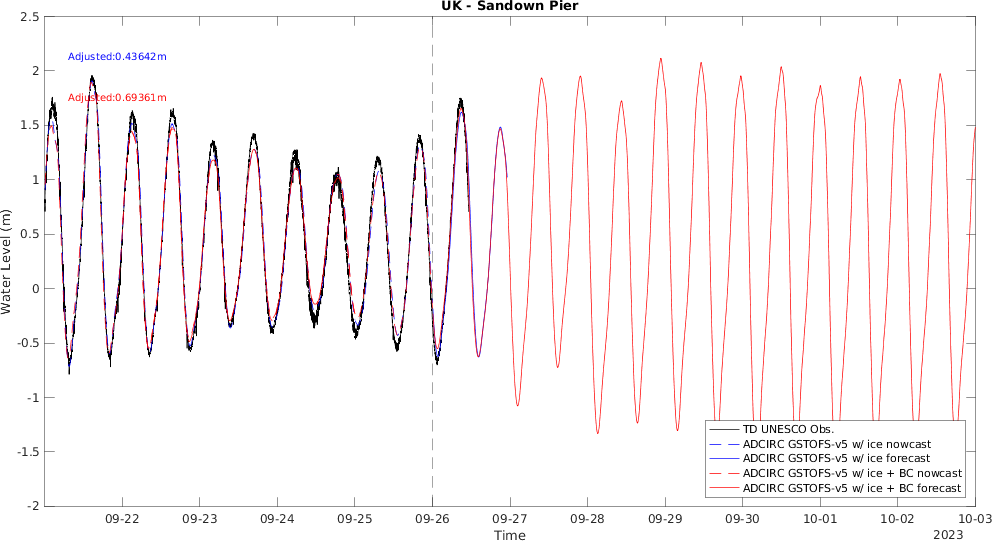 UK - Sandown Pier
2.5
2
1.5
1
0.5
0
-0.5
-1
-1.5
-2
Water Level (m)
Adjusted:0.43642m
Adjusted:0.69361m
TD UNESCO Obs.
ADCIRC GSTOFS-v5 w/ ice nowcast
ADCIRC GSTOFS-v5 w/ ice forecast
ADCIRC GSTOFS-v5 w/ ice + BC nowcast
ADCIRC GSTOFS-v5 w/ ice + BC forecast
09-22 09-23 09-24 09-25 09-26 09-27 09-28 09-29 09-30 10-01 10-02 10-03
Time
2023